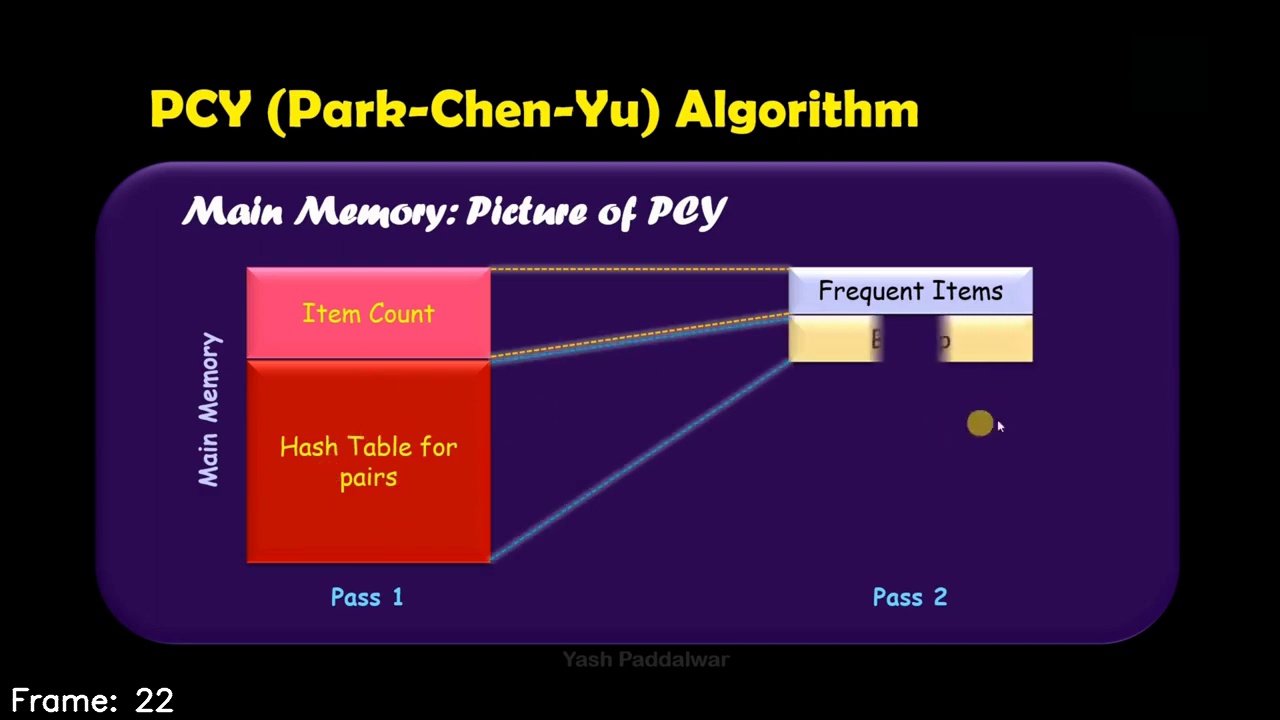 PCY (Park-Chen-Yu) Algorithm
Main Memory: Picture of PCY
Main Memory
Item Count
Hash Table for
pairs
Frequent Items
Pass 1
Pass 2
Yash Paddalwar
Frame: 22